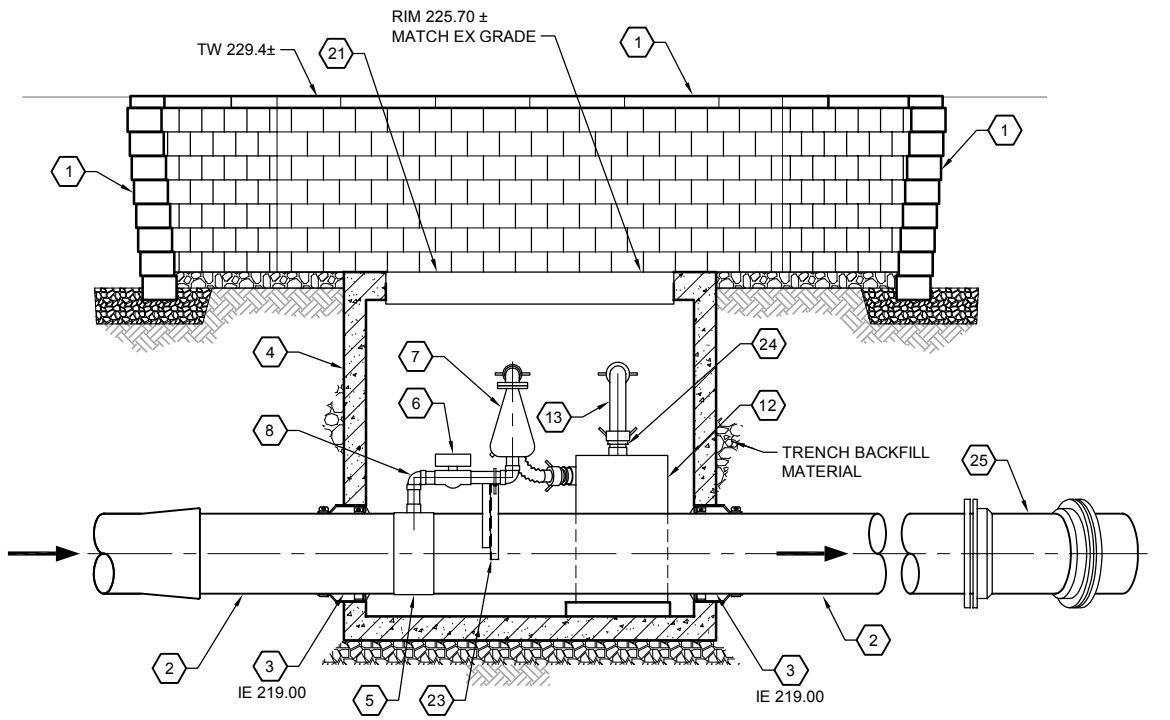 RIM 225.70 ±
MATCH EX GRADE
TW 229.4±
21
1
1
1
4
7
6
8
13
24
12
TRENCH BACKFILL
MATERIAL
25
2
3
IE 219.00
5
23
3
IE 219.00
2